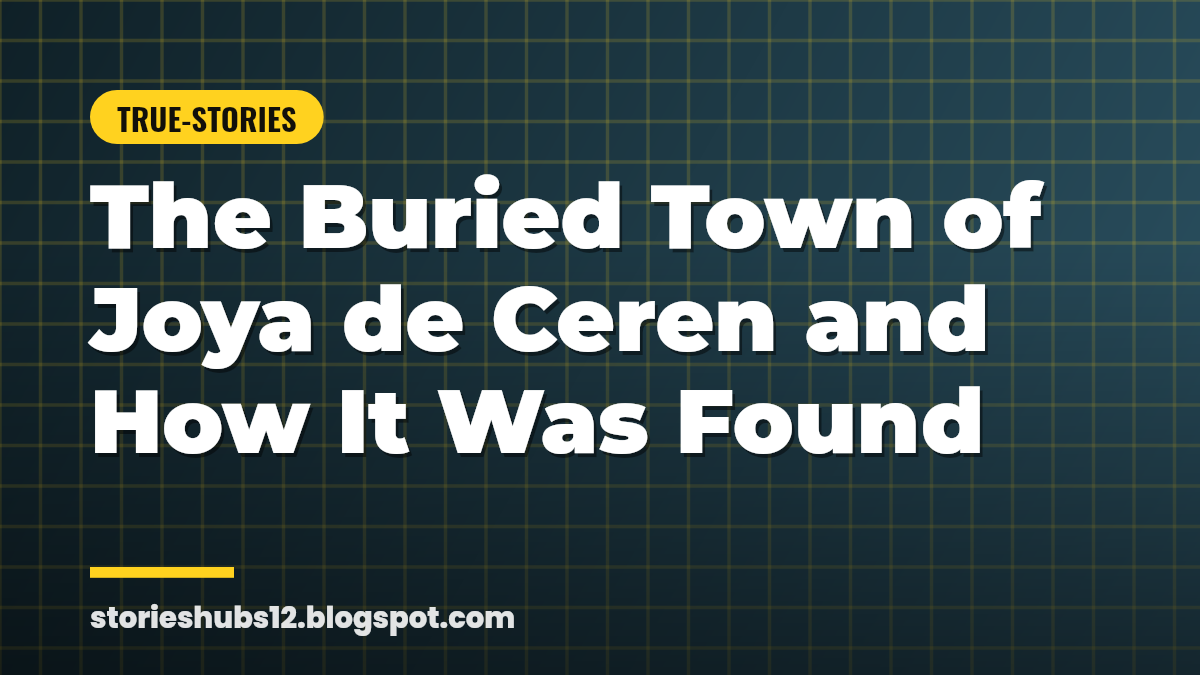 TRUE-STORIES
The Buried Town of
Joya de Ceren and
How It Was Found
storieshubs12.blogspot.com